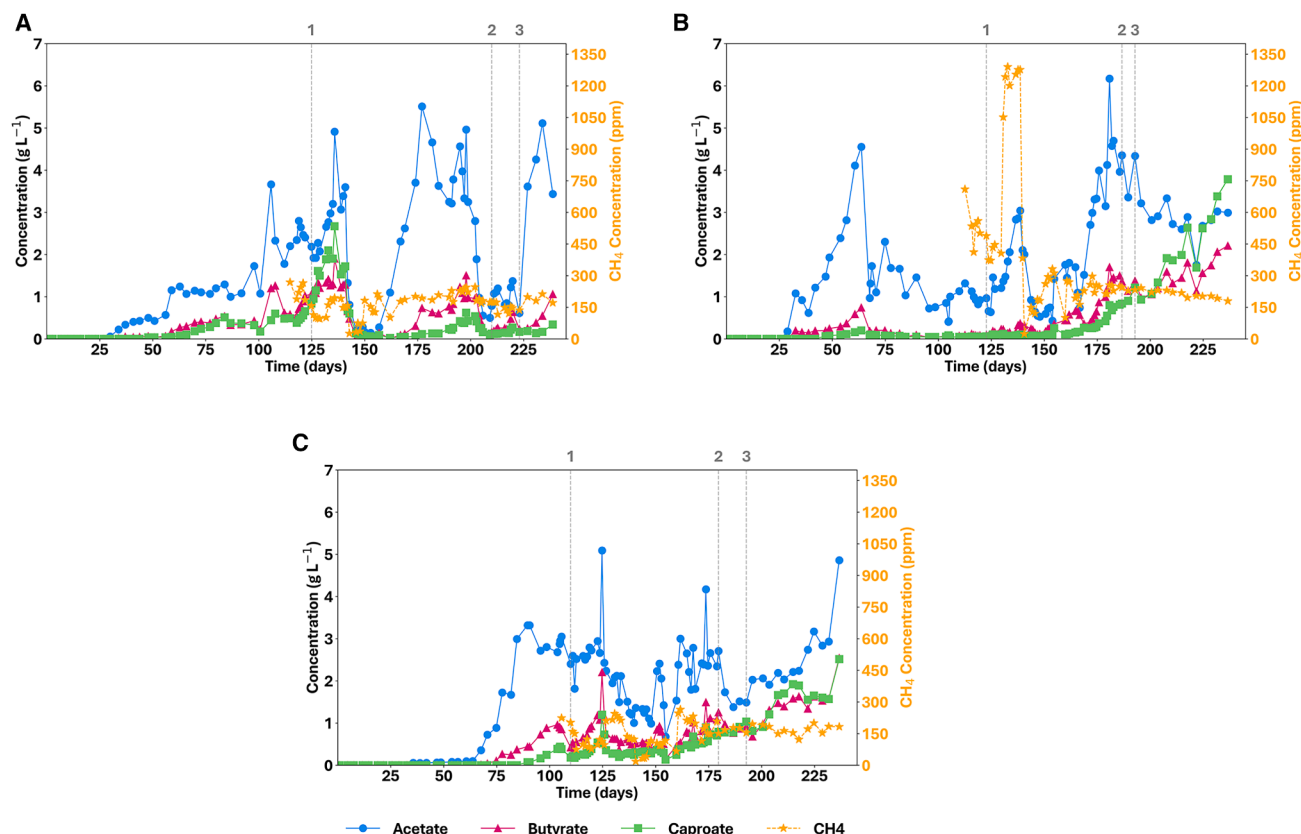 A
1 2 3
7 6 5 4 3 2 1 0
Concentration (g L⁻¹)
1350 1200 1050 900 750 600 450 300 150 0
CH₄ Concentration (ppm)
25 50 75 100 125 150 175 200 225
Time (days)
B
1 2 3
7 6 5 4 3 2 1 0
Concentration (g L⁻¹)
1350 1200 1050 900 750 600 450 300 150 0
CH₄ Concentration (ppm)
25 50 75 100 125 150 175 200 225
Time (days)
C
1 2 3
7 6 5 4 3 2 1 0
Concentration (g L⁻¹)
1350 1200 1050 900 750 600 450 300 150 0
CH₄ Concentration (ppm)
25 50 75 100 125 150 175 200 225
Time (days)
Acetate Butyrate Caproate CH4